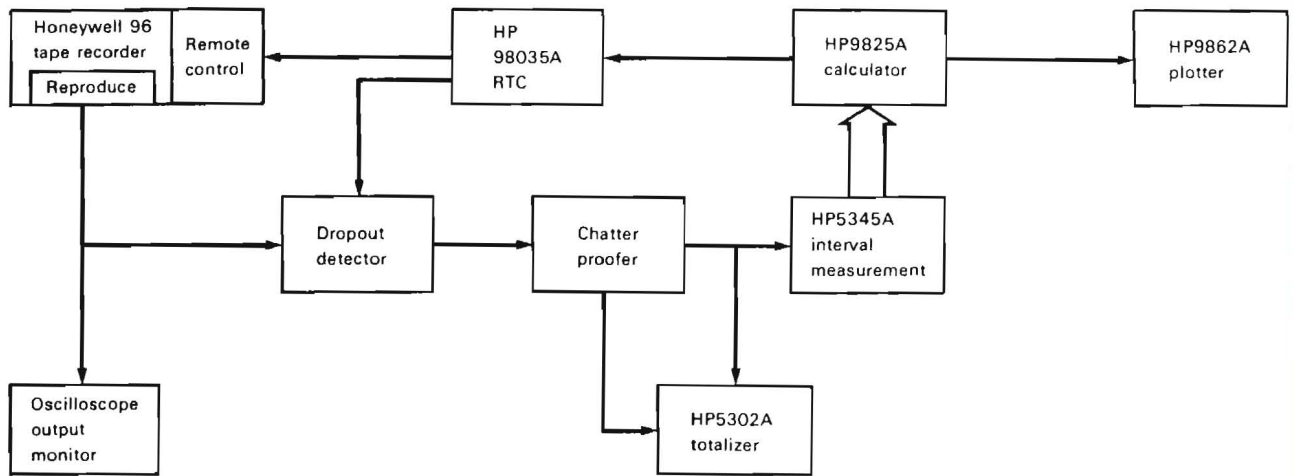 Honeywell 96
tape recorder
Reproduce
Remote
control
HP
98035A
RTC
HP9825A
calculator
HP9862A
plotter
Dropout
detector
Chatter
proofer
HP5345A
interval
measurement
Oscilloscope
output
monitor
HP5302A
totalizer